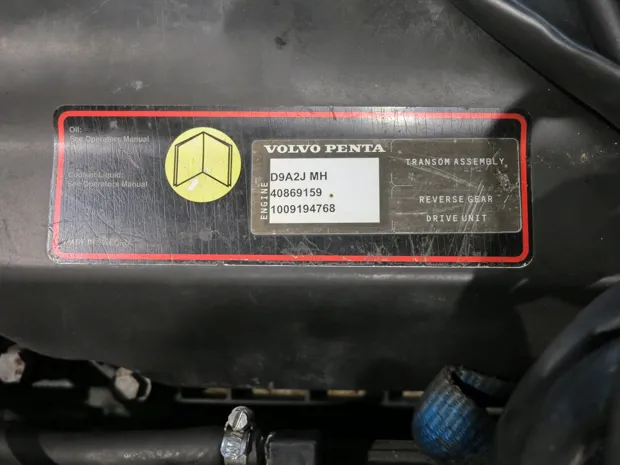 Oil:
See Operators Manual
Coolant Liquid:
See Operators Manual
VOLVO PENTA
ENGINE
D9A2J MH
40869159
1009194768
TRANSOM ASSEMBLY
REVERSE GEAR
DRIVE UNIT